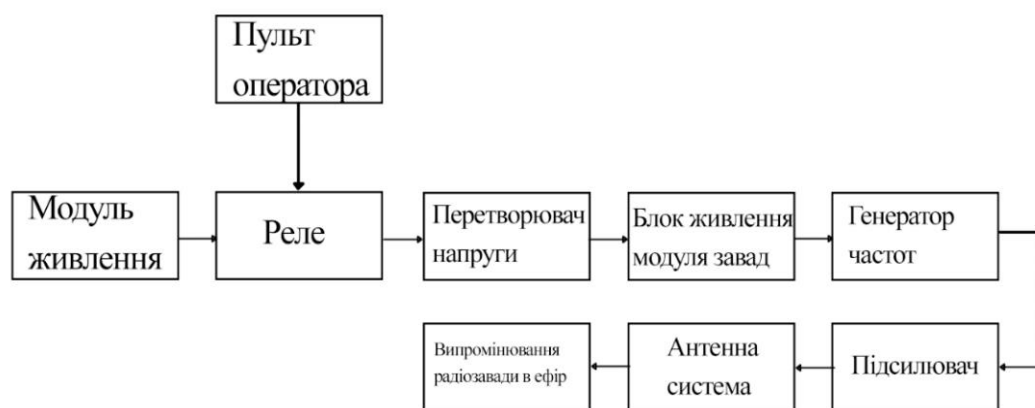 Пульт
оператора
Модуль
живлення
Реле
Перетворювач
напруги
Блок живлення
модуля завад
Генератор
частот
Випромінювання
радіозавади в ефір
Антенна
система
Підсилювач